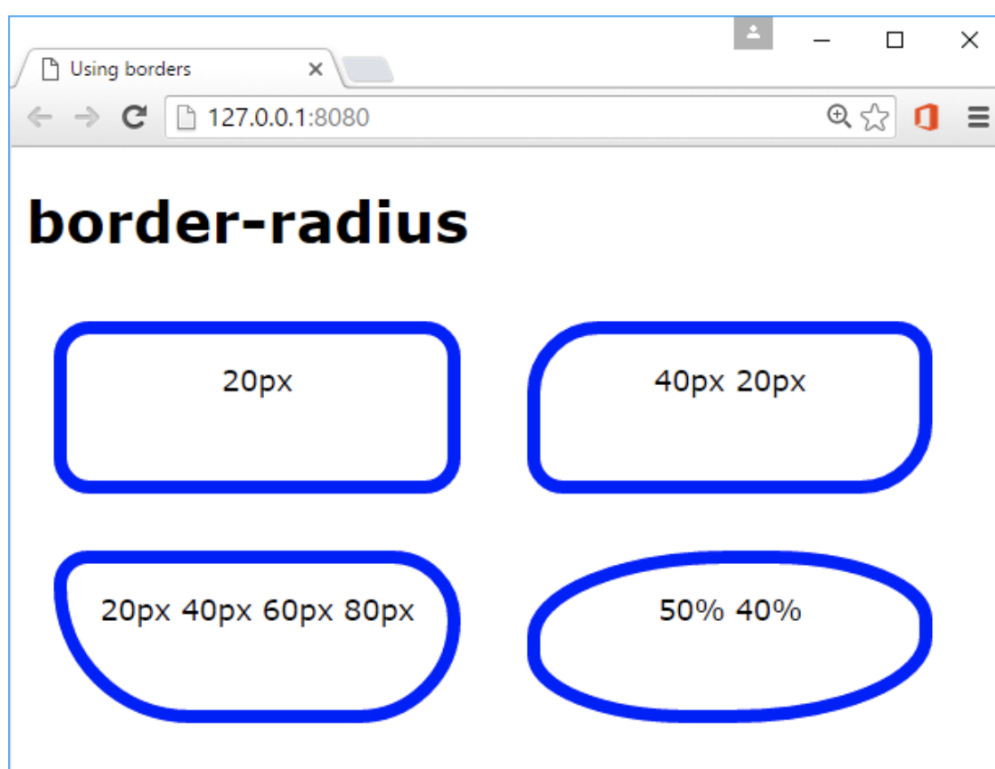 Using borders
127.0.0.1:8080
border-radius
20px
40px 20px
20px 40px 60px 80px
50% 40%